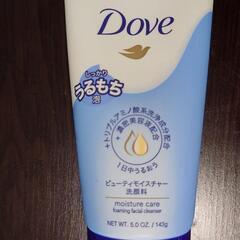 Dove
しっかり
うるもち
泡
+トリプルアミノ酸系洗浄成分配合
+濃密美容液配合
1日中うるおう
ビューティモイスチャー
洗顔料
moisture care
foaming facial cleanser
NET WT. 5.0 OZ./143g